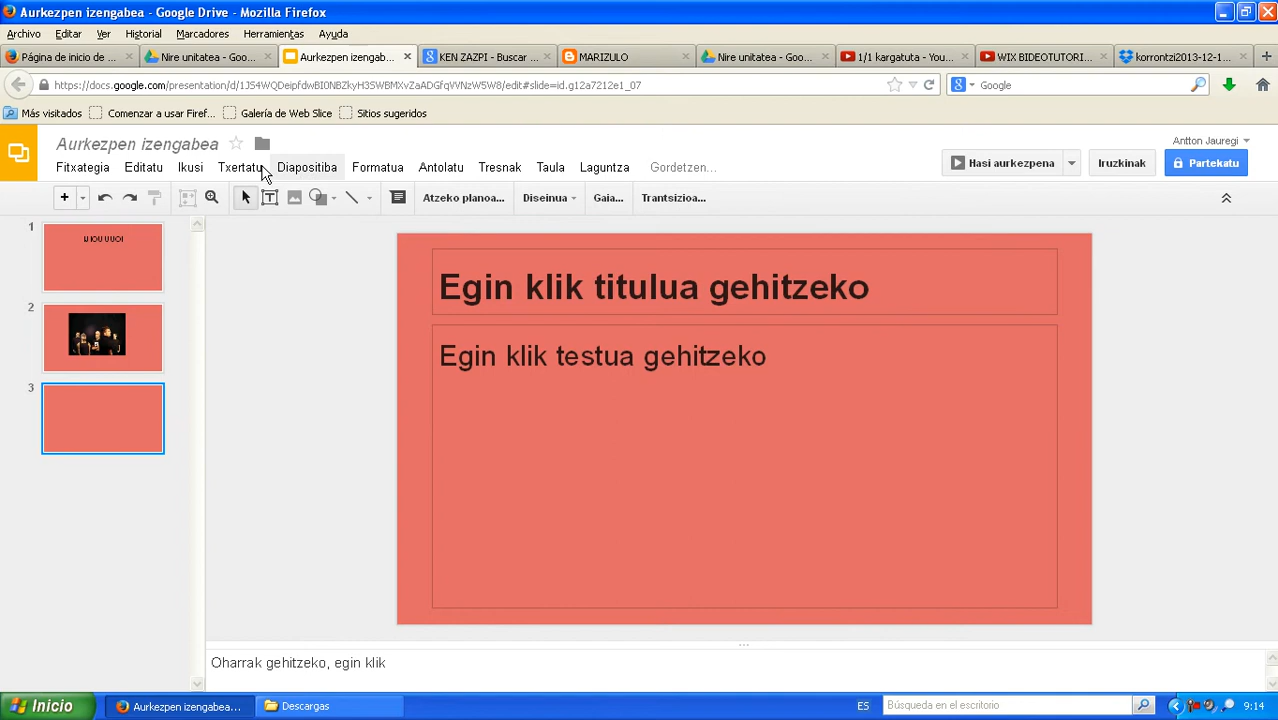 Aurkezpen izengabea - Google Drive - Mozilla Firefox
Archivo Editar Ver Historial Marcadores Herramientas Ayuda
Página de inicio de ... Nire unitatea - Goo... Aurkezpen izengab... KEN ZAZPI - Buscar ... MARIZULO Nire unitatea - Goo... 1/1 kargatuta - You... WIX BIDEOTUTORI... korrontzi2013-12-1...
https://docs.google.com/presentation/d/1JS4WQDeipfdwBI0NBZkyH3SWBMXvZaADGfqVVNzW5W8/edit#slide=id.g12a7212e1_07
Google
Más visitados Comenzar a usar Firef... Galería de Web Slice Sitios sugeridos
Aurkezpen izengabea
Antton Jauregi
Fitxategia Editatu Ikusi Txertatu Diapositiba Formatua Antolatu Tresnak Taula Laguntza Gordetzen...
Hasi aurkezpena Iruzkinak Partekatu
Atzeko planoa... Diseinua Gaia... Trantsizioa...
1
2
3
Egin klik titulua gehitzeko
Egin klik testua gehitzeko
Oharrak gehitzeko, egin klik
Inicio Aurkezpen izengabea... Descargas ES Búsqueda en el escritorio 9:14